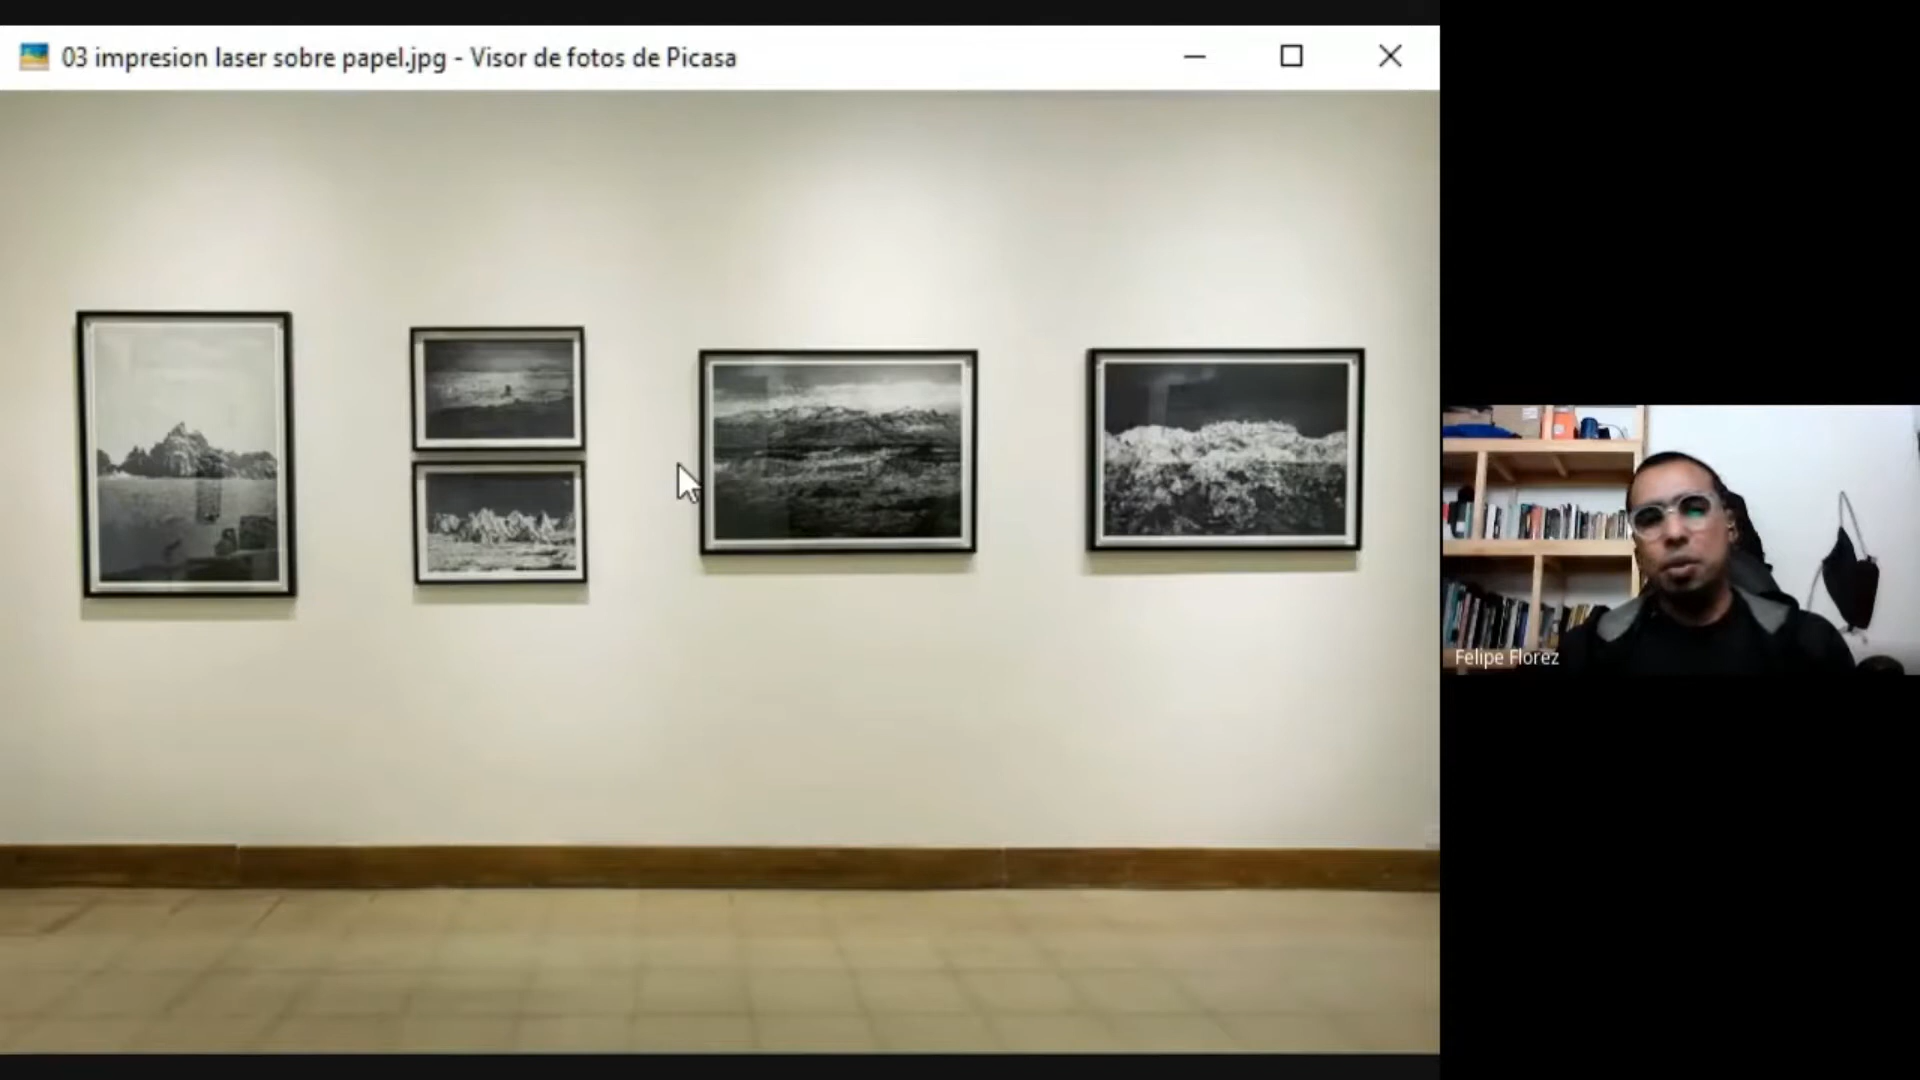 03 impresion laser sobre papel.jpg - Visor de fotos de Picasa
Felipe Florez